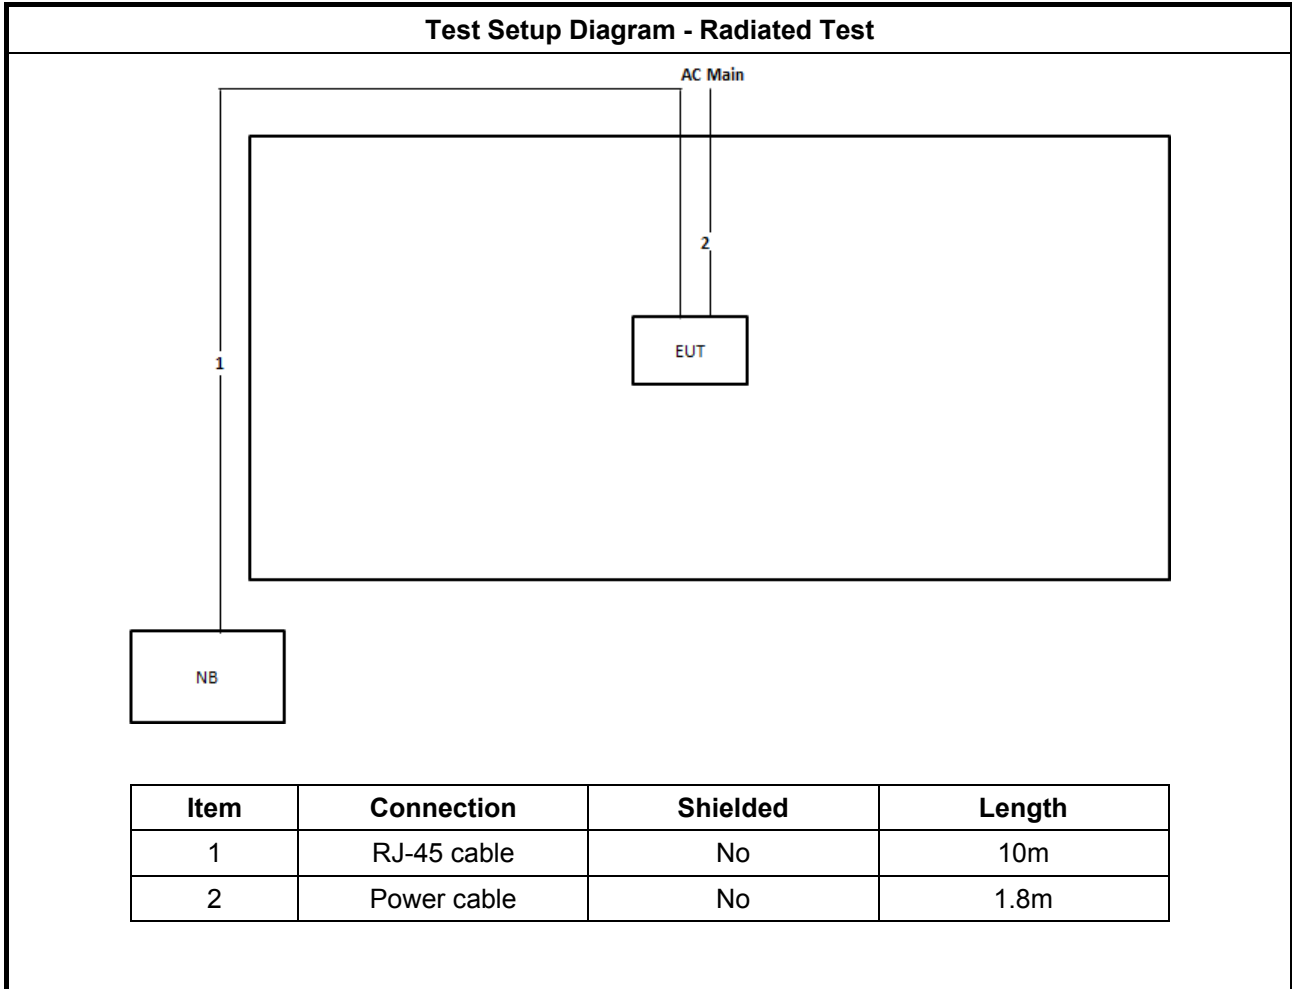 Test Setup Diagram - Radiated Test
AC Main
2
EUT
1
NB
Item Connection Shielded Length
1 RJ-45 cable No 10m
2 Power cable No 1.8m